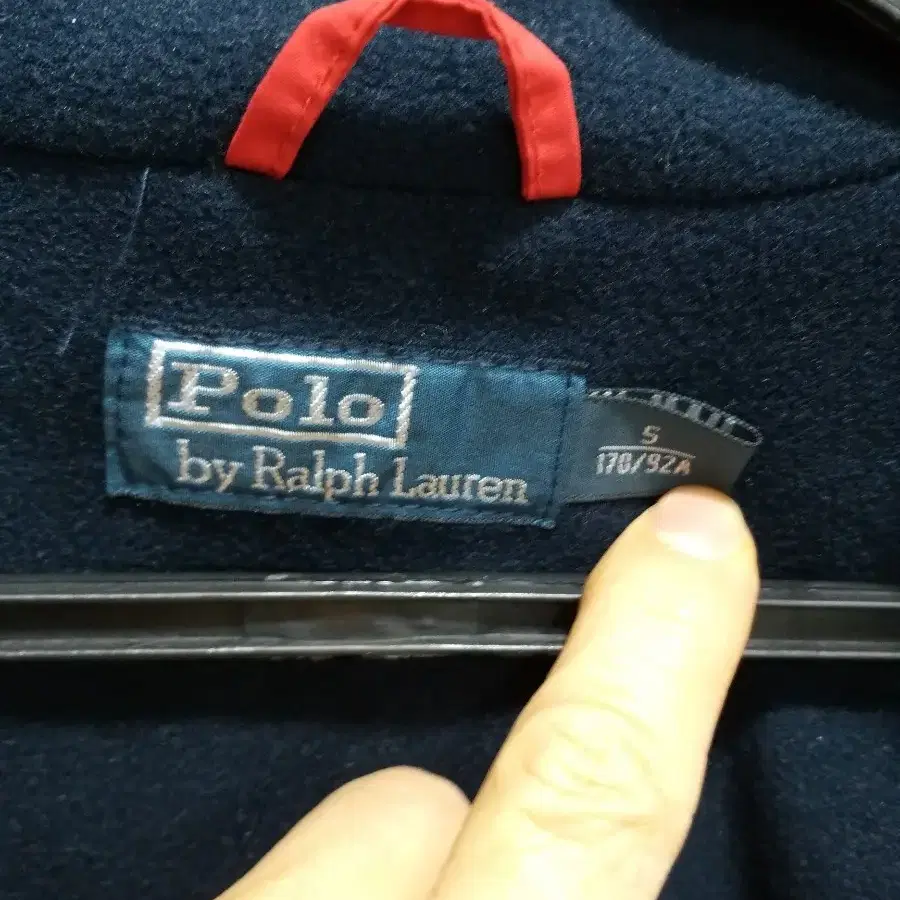 Polo
by Ralph Lauren
S
170/92A